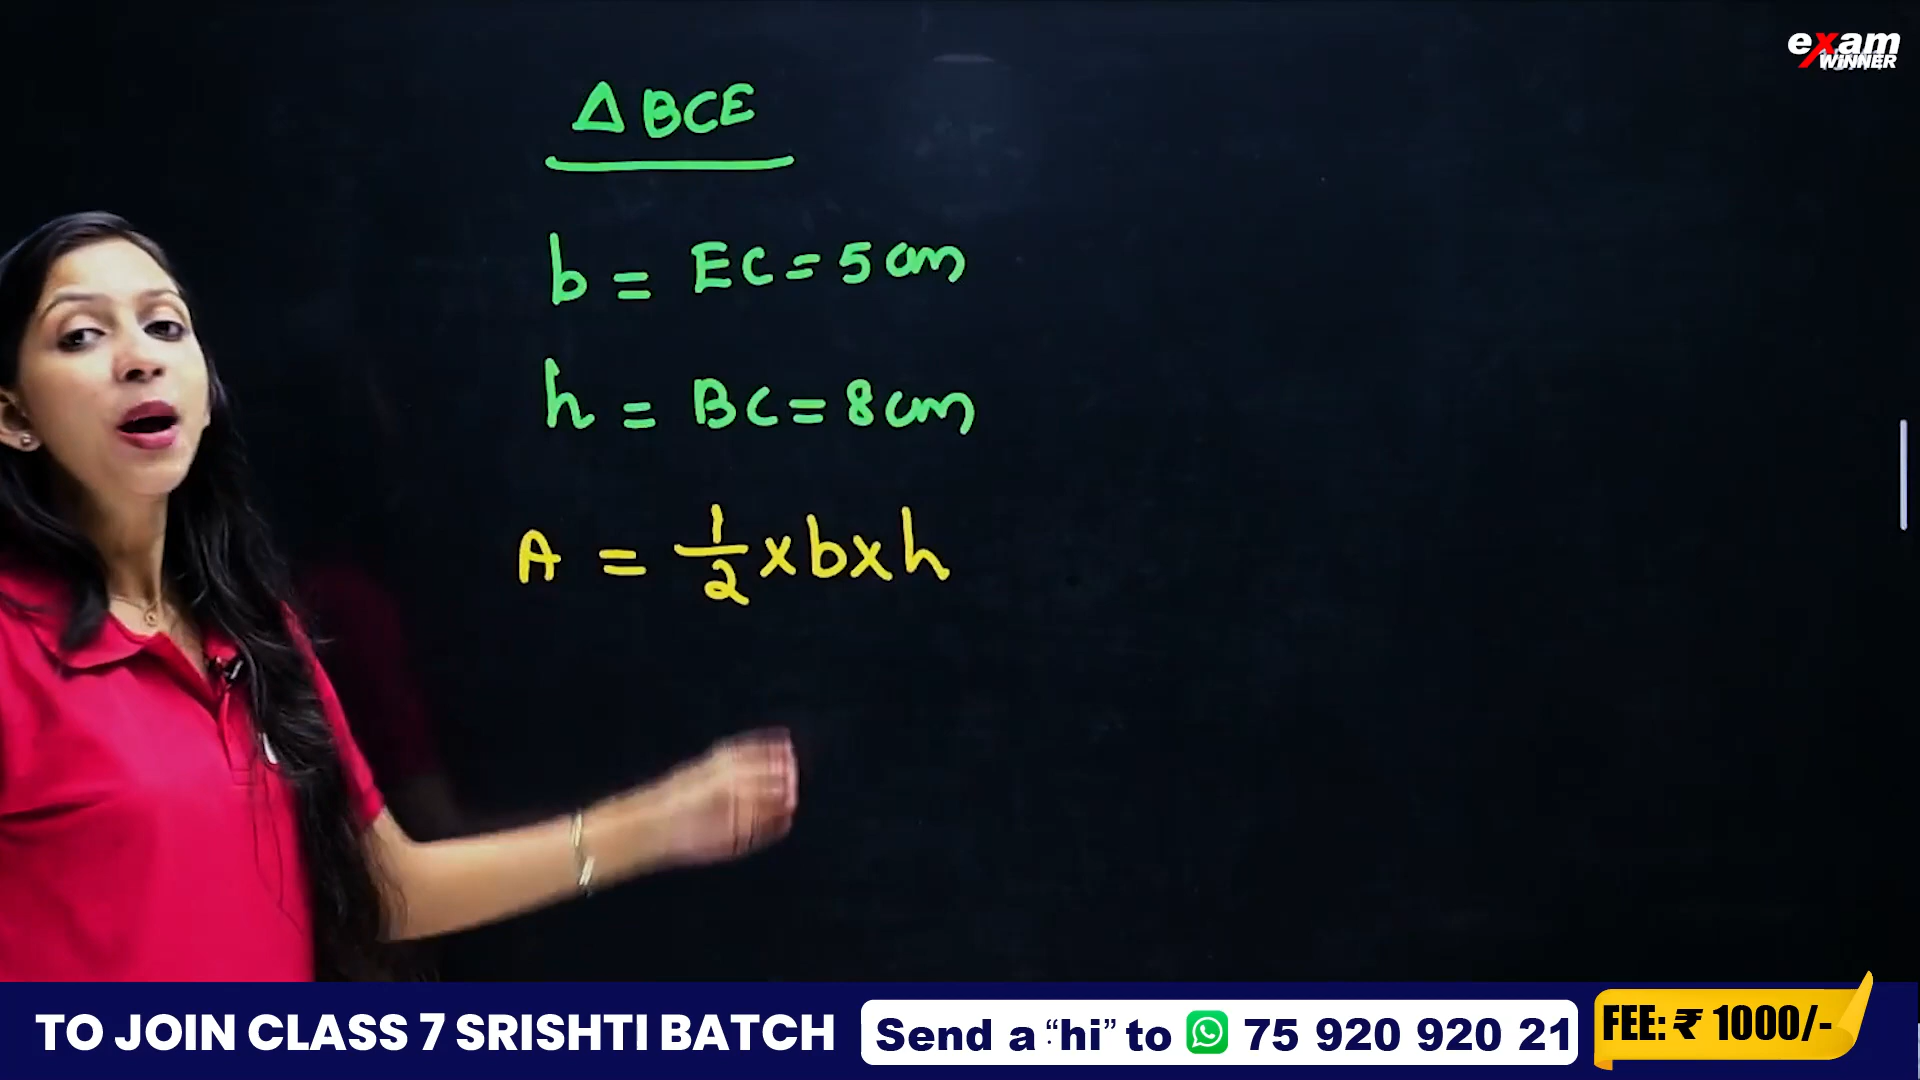 exam
WINNER
Δ BCE
b = EC = 5 cm
h = BC = 8 cm
A = 1/2 x b x h
TO JOIN CLASS 7 SRISHTI BATCH
Send a “hi” to 75 920 920 21
FEE: ₹ 1000/-